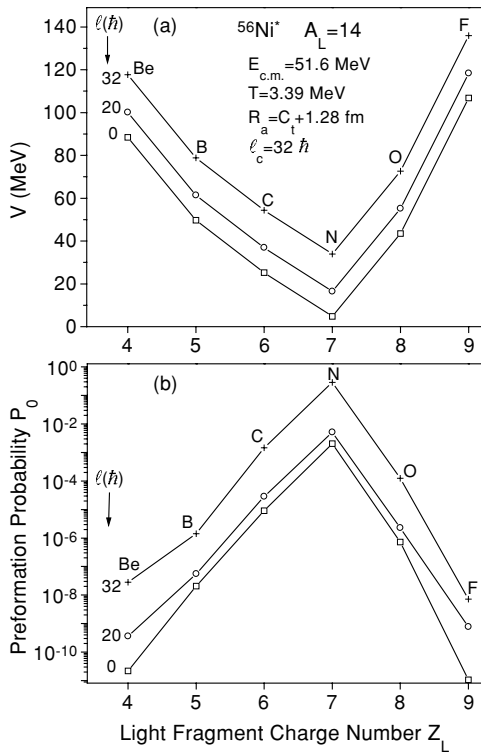 (a)
⁵⁶Ni* A_L=14
E_c.m.=51.6 MeV
T=3.39 MeV
R_a=C_t+1.28 fm
ℓ_c=32 ℏ
ℓ(ℏ)
32
20
0
Be
B
C
N
O
F
V (MeV)
140
120
100
80
60
40
20
0
4 5 6 7 8 9
(b)
ℓ(ℏ)
32
20
0
Be
B
C
N
O
F
Preformation Probability P₀
10⁰
10⁻²
10⁻⁴
10⁻⁶
10⁻⁸
10⁻¹⁰
4 5 6 7 8 9
Light Fragment Charge Number Z_L